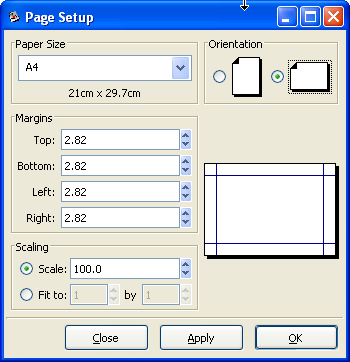 Page Setup
Paper Size
A4
21cm x 29.7cm
Orientation
Margins
Top: 2.82
Bottom: 2.82
Left: 2.82
Right: 2.82
Scaling
Scale: 100.0
Fit to: 1 by 1
Close Apply OK